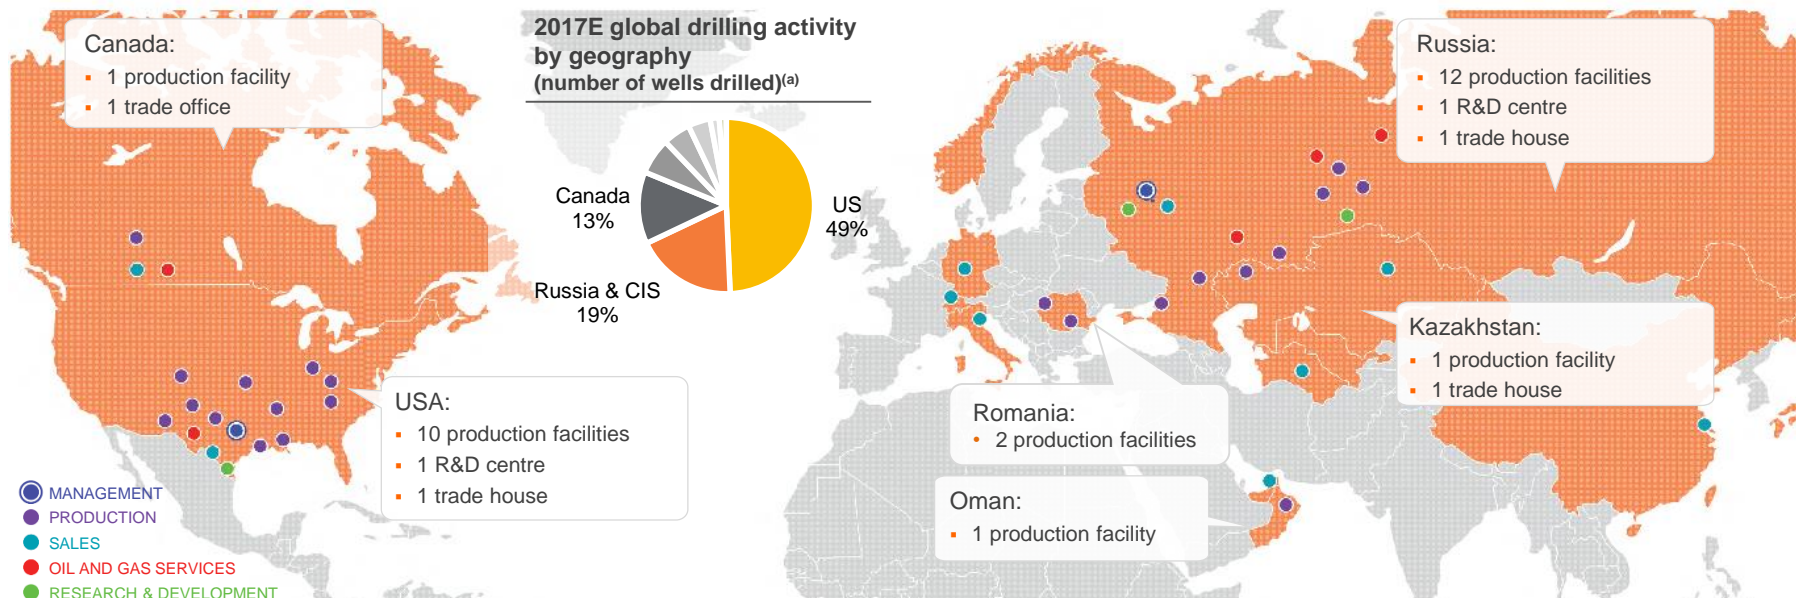 Canada:
▪ 1 production facility
▪ 1 trade office
2017E global drilling activity
by geography
(number of wells drilled)(a)
Canada
13%
US
49%
Russia & CIS
19%
Russia:
▪ 12 production facilities
▪ 1 R&D centre
▪ 1 trade house
USA:
▪ 10 production facilities
▪ 1 R&D centre
▪ 1 trade house
Kazakhstan:
▪ 1 production facility
▪ 1 trade house
Romania:
• 2 production facilities
Oman:
▪ 1 production facility
MANAGEMENT
PRODUCTION
SALES
OIL AND GAS SERVICES
RESEARCH & DEVELOPMENT